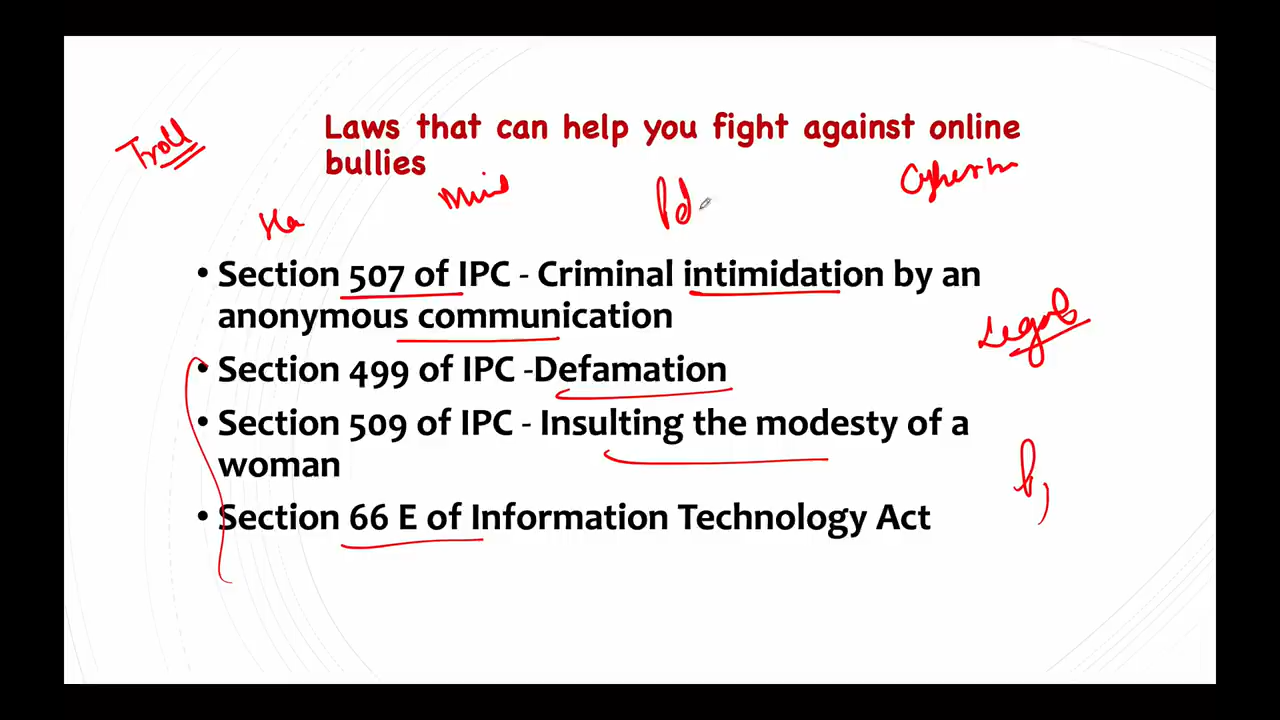 Troll
Laws that can help you fight against online
bullies
• Section 507 of IPC - Criminal intimidation by an
anonymous communication
Legal
• Section 499 of IPC -Defamation
• Section 509 of IPC - Insulting the modesty of a
woman
• Section 66 E of Information Technology Act